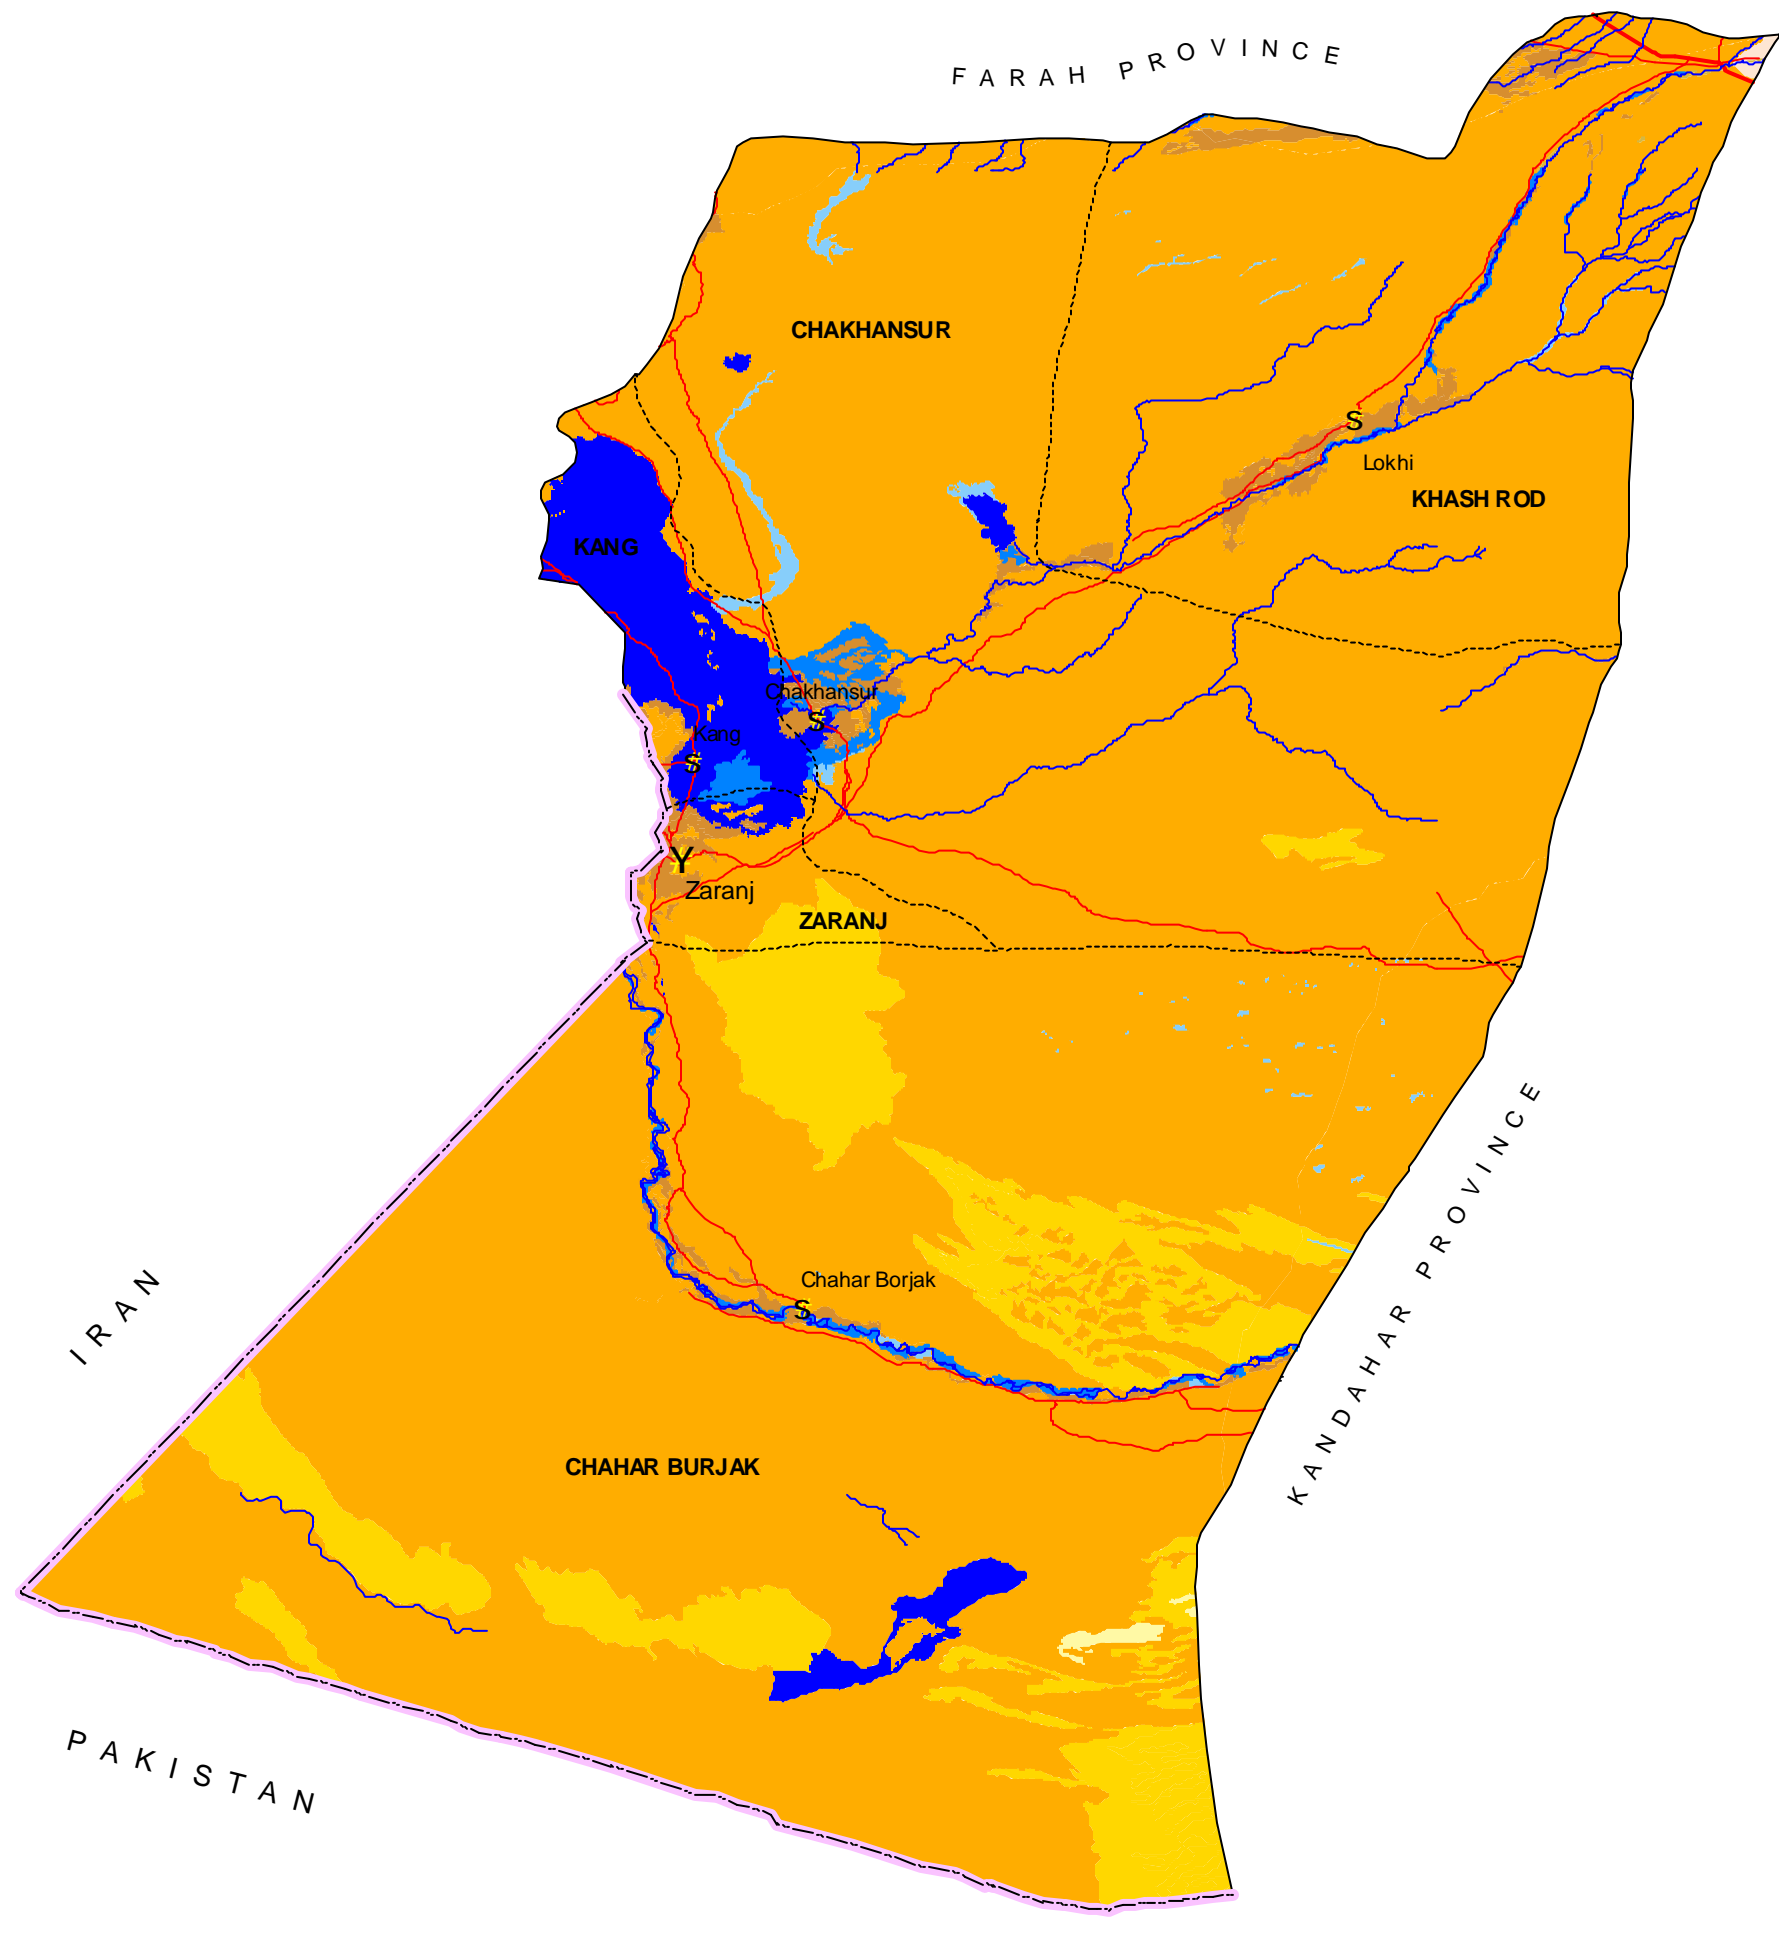 FARAH PROVINCE
CHAKHANSUR
S
Lokhi
KHASH ROD
KANG
Chakhansur
S
Kang
S
Y
Zaranj
ZARANJ
KANDAHAR PROVINCE
IRAN
Chahar Borjak
S
CHAHAR BURJAK
PAKISTAN